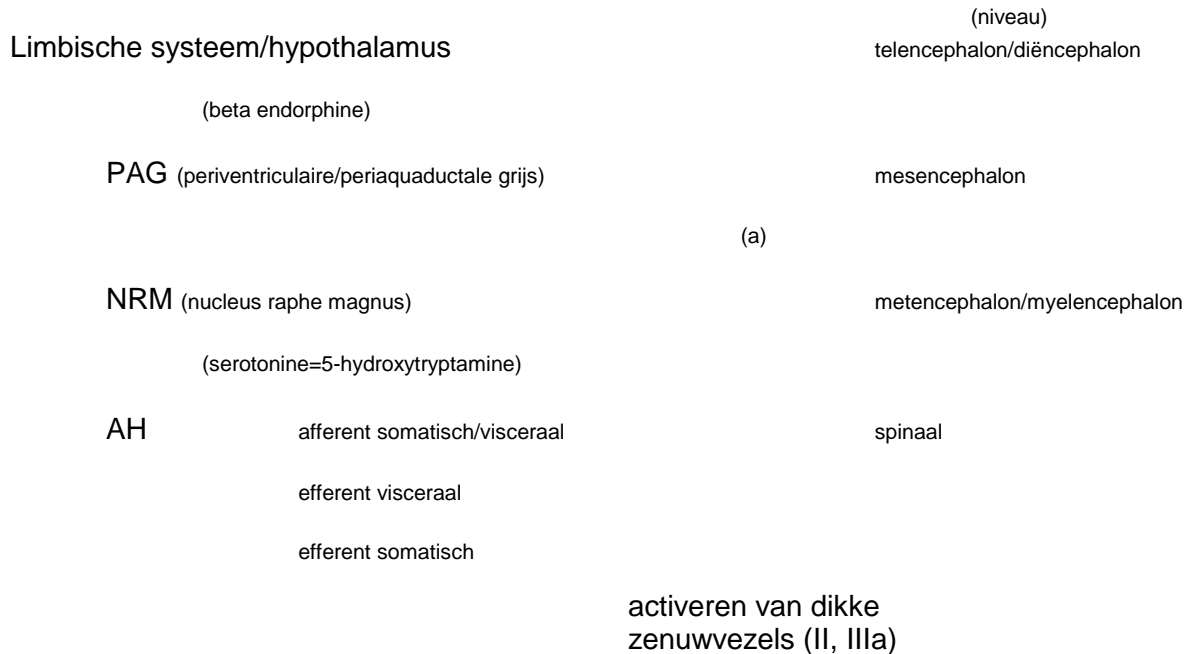 (niveau)
Limbische systeem/hypothalamus telencephalon/diëncephalon
(beta endorphine)
PAG (periventriculaire/periaquaductale grijs) mesencephalon
(a)
NRM (nucleus raphe magnus) metencephalon/myelencephalon
(serotonine=5-hydroxytryptamine)
AH afferent somatisch/visceraal spinaal
efferent visceraal
efferent somatisch
activeren van dikke
zenuwvezels (II, IIIa)